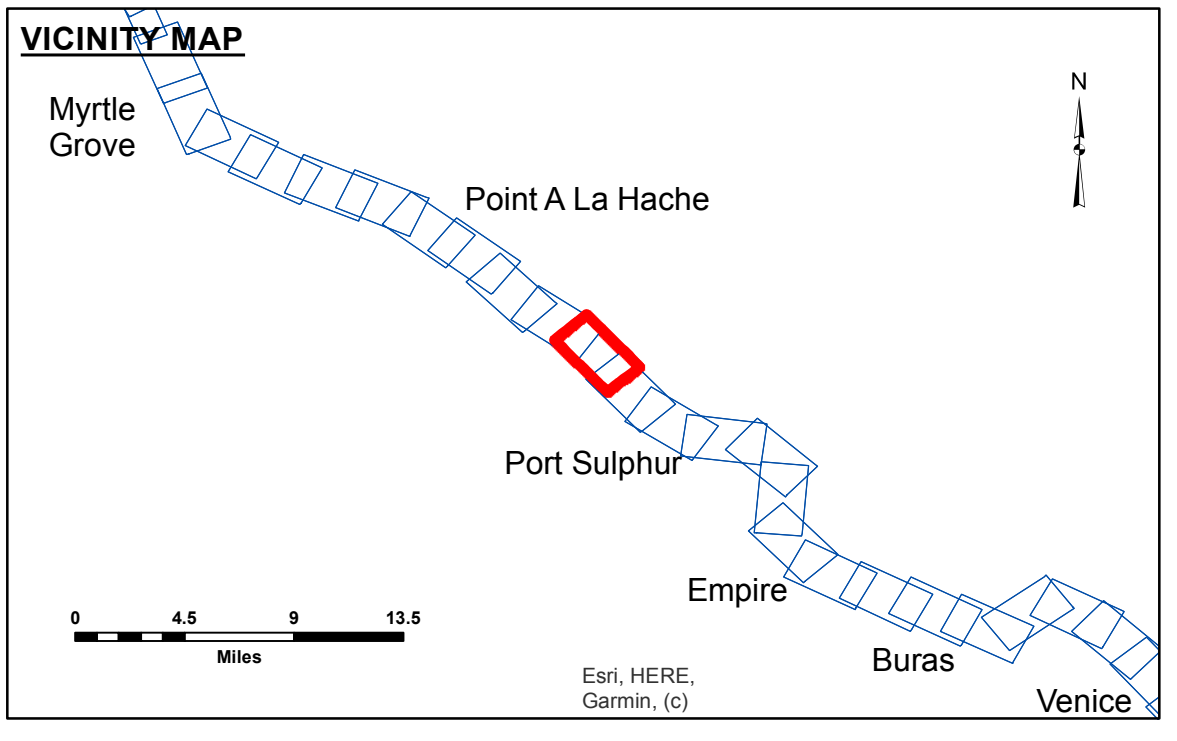 VICINITY MAP
N
Myrtle
Grove
Point A La Hache
Port Sulphur
Empire
0 4.5 9 13.5
Miles
Buras
Esri, HERE,
Garmin, (c)
Venice